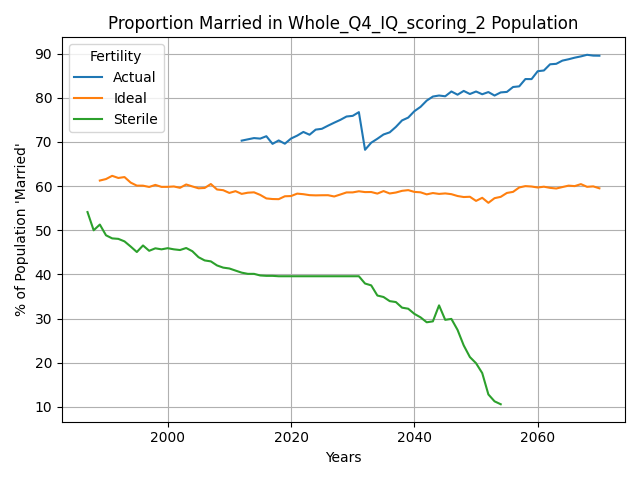 Proportion Married in Whole_Q4_IQ_scoring_2 Population
Fertility
Actual
Ideal
Sterile
% of Population 'Married'
90
80
70
60
50
40
30
20
10
2000
2020
2040
2060
Years